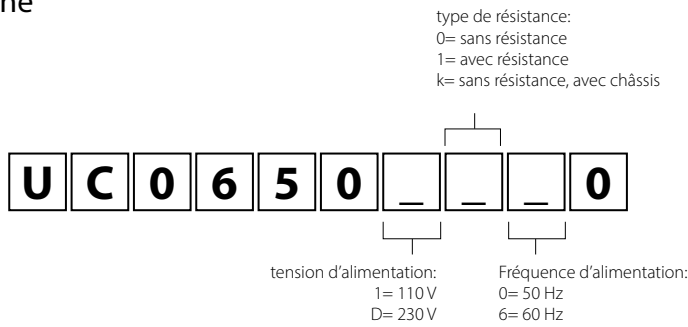 ne
type de résistance:
0= sans résistance
1= avec résistance
k= sans résistance, avec châssis
U C 0 6 5 0 _ _ _ 0
tension d'alimentation:
1= 110 V
D= 230 V
Fréquence d'alimentation:
0= 50 Hz
6= 60 Hz